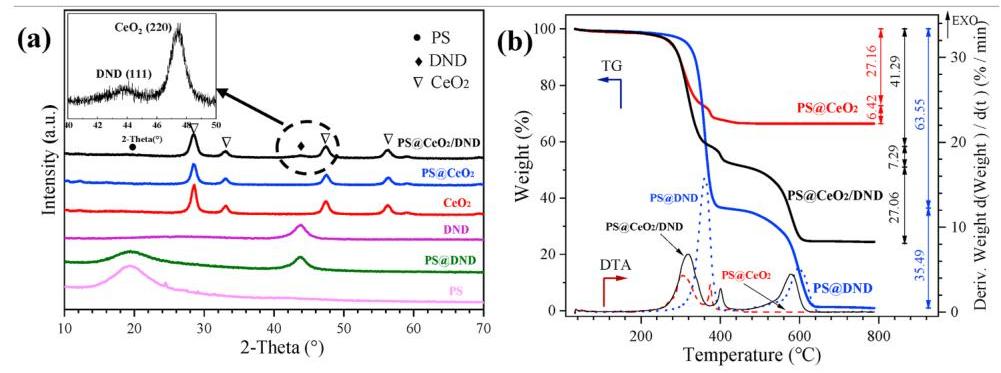 (a)
CeO2 (220)
DND (111)
40 42 44 46 48 50
2-Theta(°)
● PS
♦ DND
▽ CeO2
PS@CeO2/DND
PS@CeO2
CeO2
DND
PS@DND
PS
Intensity (a.u.)
10 20 30 40 50 60 70
2-Theta (°)
(b)
EXO
TG
DTA
PS@CeO2
PS@CeO2/DND
PS@DND
PS@DND
PS@CeO2/DND
PS@CeO2
27.16
6.42
41.29
7.29
27.06
63.55
35.49
100
80
60
40
20
0
Weight (%)
200 400 600 800
Temperature (°C)
30
20
10
0
Deriv. Weight d(Weight) / d(t) (% / min)